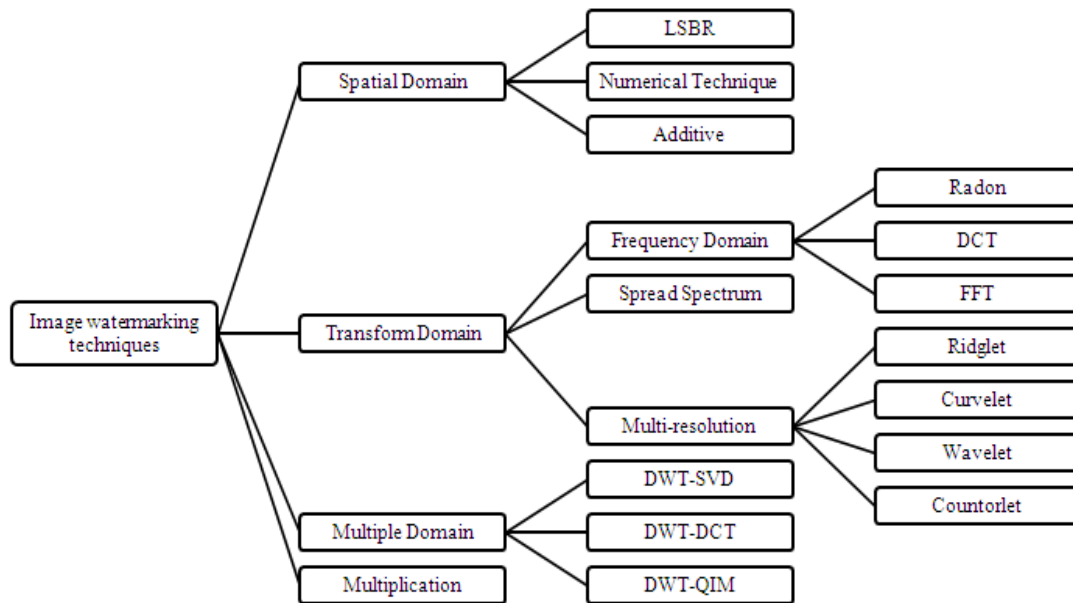 LSBR
Spatial Domain
Numerical Technique
Additive
Radon
Frequency Domain
DCT
Spread Spectrum
FFT
Image watermarking
techniques
Transform Domain
Ridglet
Curvelet
Multi-resolution
Wavelet
DWT-SVD
Countorlet
Multiple Domain
DWT-DCT
Multiplication
DWT-QIM